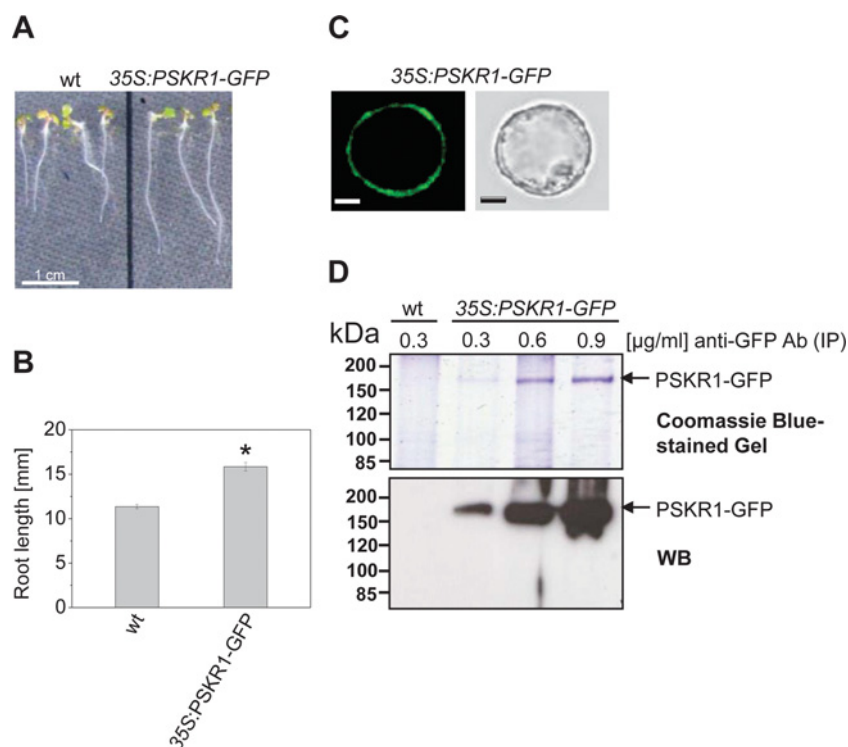 A
wt 35S:PSKR1-GFP
1 cm
B
Root length [mm]
20
15
10
5
0
*
wt
35S:PSKR1-GFP
C
35S:PSKR1-GFP
D
wt 35S:PSKR1-GFP
kDa 0.3 0.3 0.6 0.9 [µg/ml] anti-GFP Ab (IP)
200
150
120
100
85
PSKR1-GFP
Coomassie Blue-
stained Gel
200
150
120
100
85
PSKR1-GFP
WB